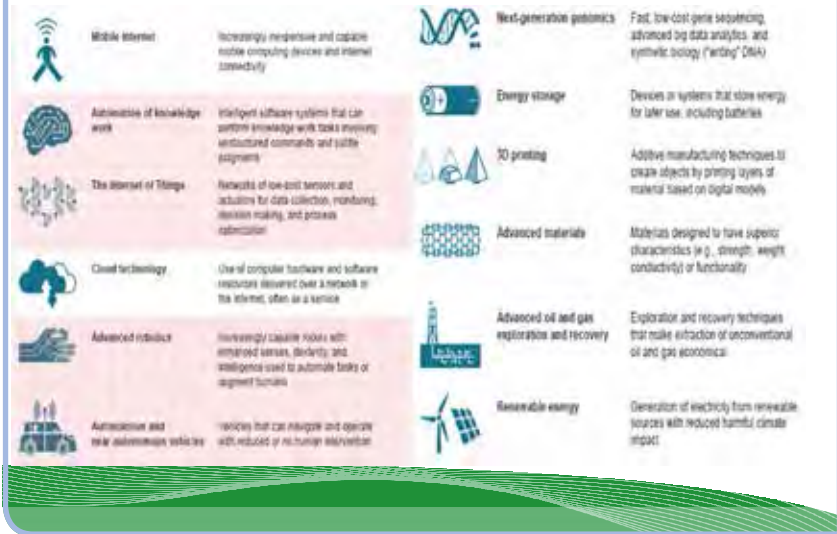 Mobile Internet
Increasingly inexpensive and capable
mobile computing devices and Internet
connectivity
Automation of knowledge
work
Intelligent software systems that can
perform knowledge work tasks involving
unstructured commands and subtle
judgments
The Internet of Things
Networks of low-cost sensors and
actuators for data collection, monitoring,
decision making, and process
optimization
Cloud technology
Use of computer hardware and software
resources delivered over a network or
the Internet, often as a service
Advanced robotics
Increasingly capable robots with
enhanced senses, dexterity, and
intelligence used to automate tasks or
augment humans
Autonomous and
near-autonomous vehicles
Vehicles that can navigate and operate
with reduced or no human intervention
Next-generation genomics
Fast, low-cost gene sequencing,
advanced big data analytics, and
synthetic biology ("writing" DNA)
Energy storage
Devices or systems that store energy
for later use, including batteries
3D printing
Additive manufacturing techniques to
create objects by printing layers of
material based on digital models
Advanced materials
Materials designed to have superior
characteristics (e.g., strength, weight,
conductivity) or functionality
Advanced oil and gas
exploration and recovery
Exploration and recovery techniques
that make extraction of unconventional
oil and gas economical
Renewable energy
Generation of electricity from renewable
sources with reduced harmful climate
impact